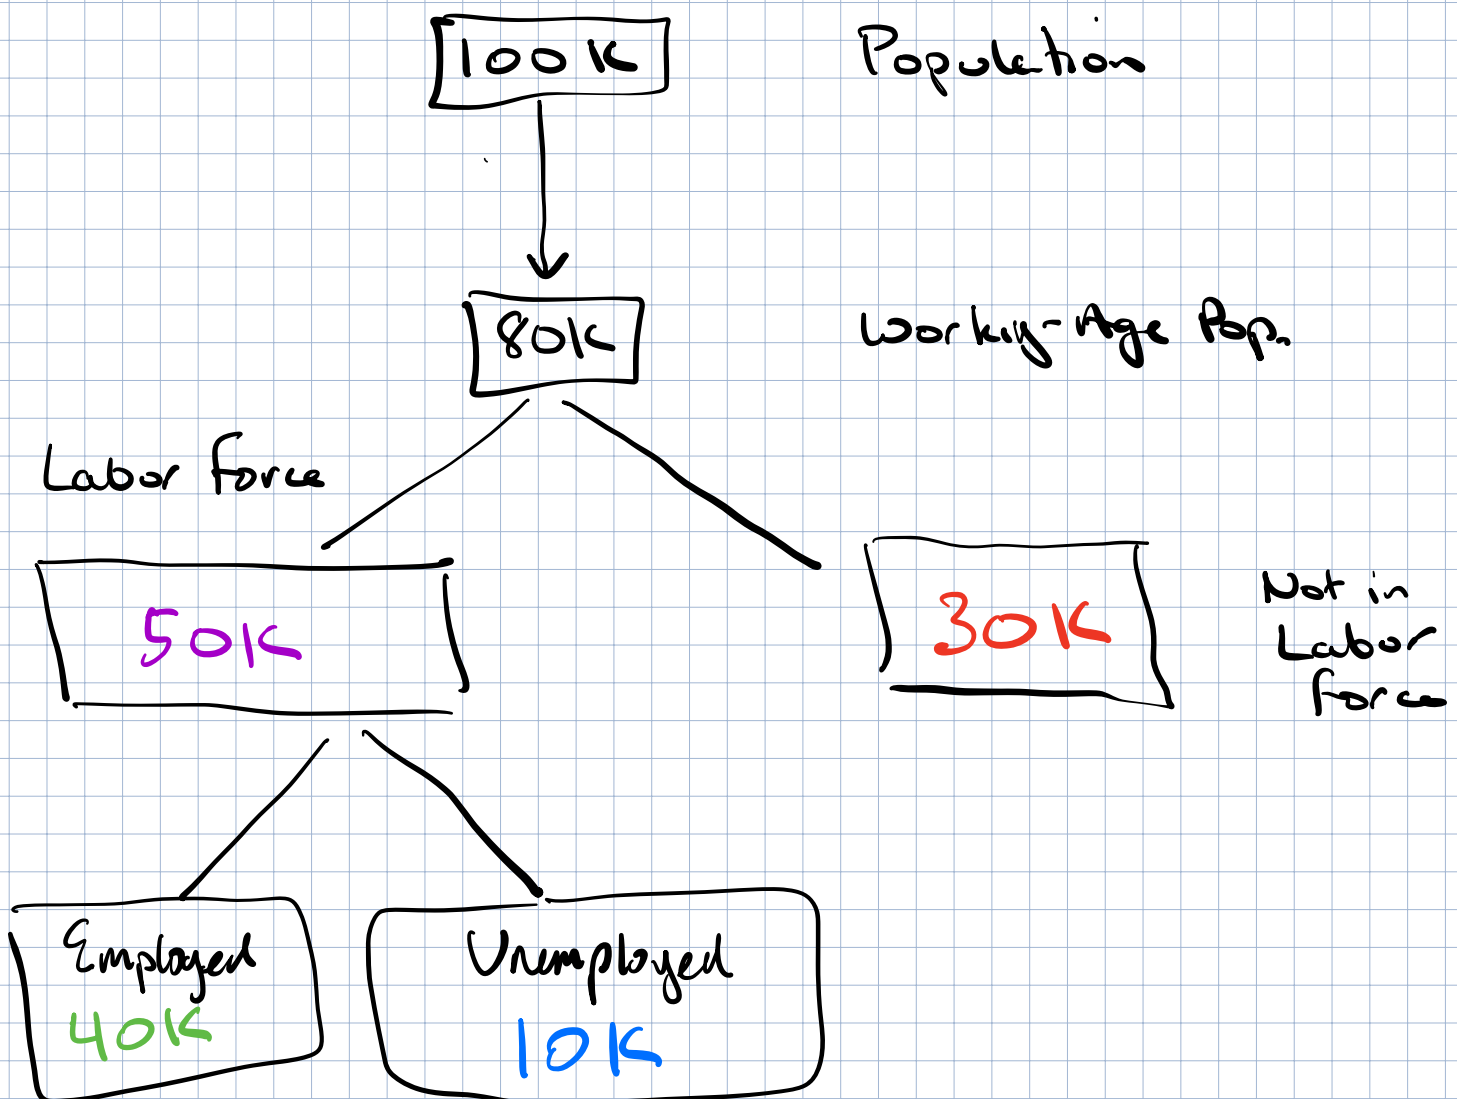 100K
Population
80K
Working-Age Pop.
Labor Force
50K
30K
Not in
Labor
Force
Employed
40K
Unemployed
10K